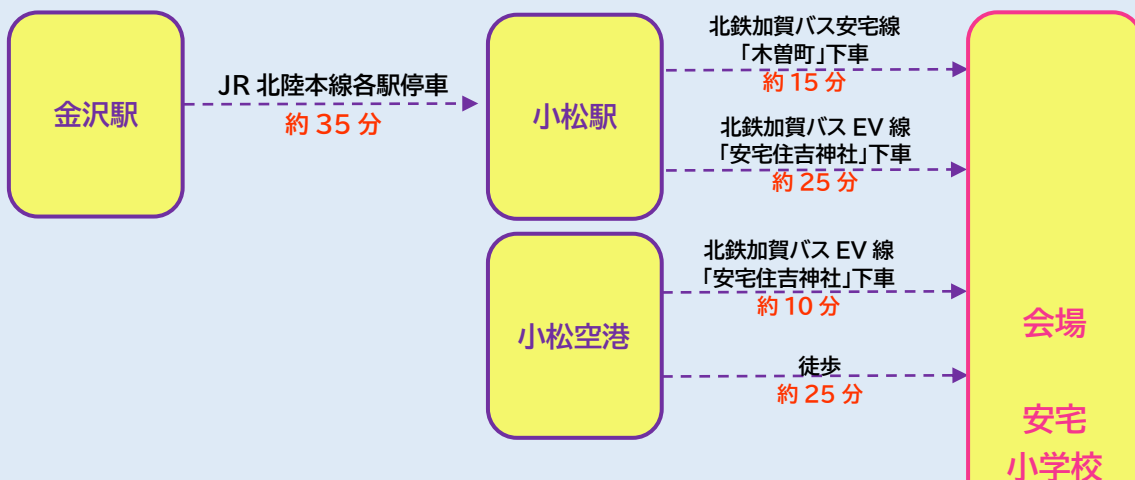 金沢駅
JR 北陸本線各駅停車
約 35 分
小松駅
北鉄加賀バス安宅線
「木曽町」下車
約 15 分
北鉄加賀バス EV 線
「安宅住吉神社」下車
約 25 分
小松空港
北鉄加賀バス EV 線
「安宅住吉神社」下車
約 10 分
徒歩
約 25 分
会場
安宅
小学校